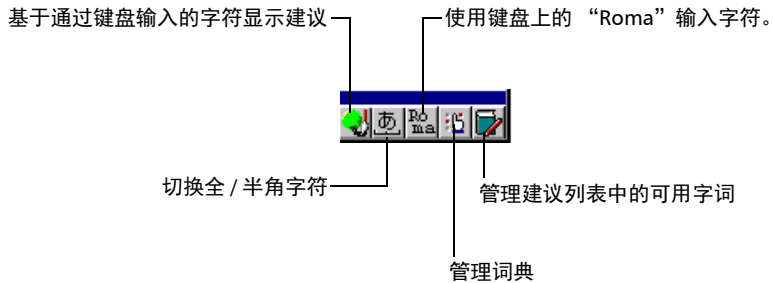 基于通过键盘输入的字符显示建议
使用键盘上的 “Roma” 输入字符。
あ
Ro
ma
切换全 / 半角字符
管理建议列表中的可用字词
管理词典